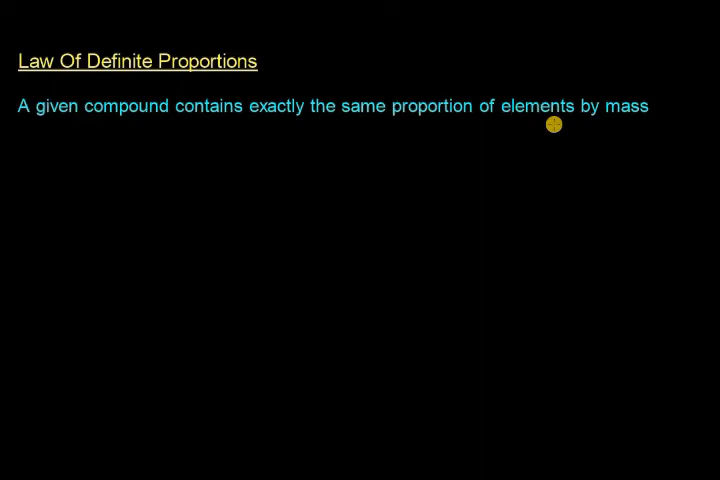 Law Of Definite Proportions
A given compound contains exactly the same proportion of elements by mass